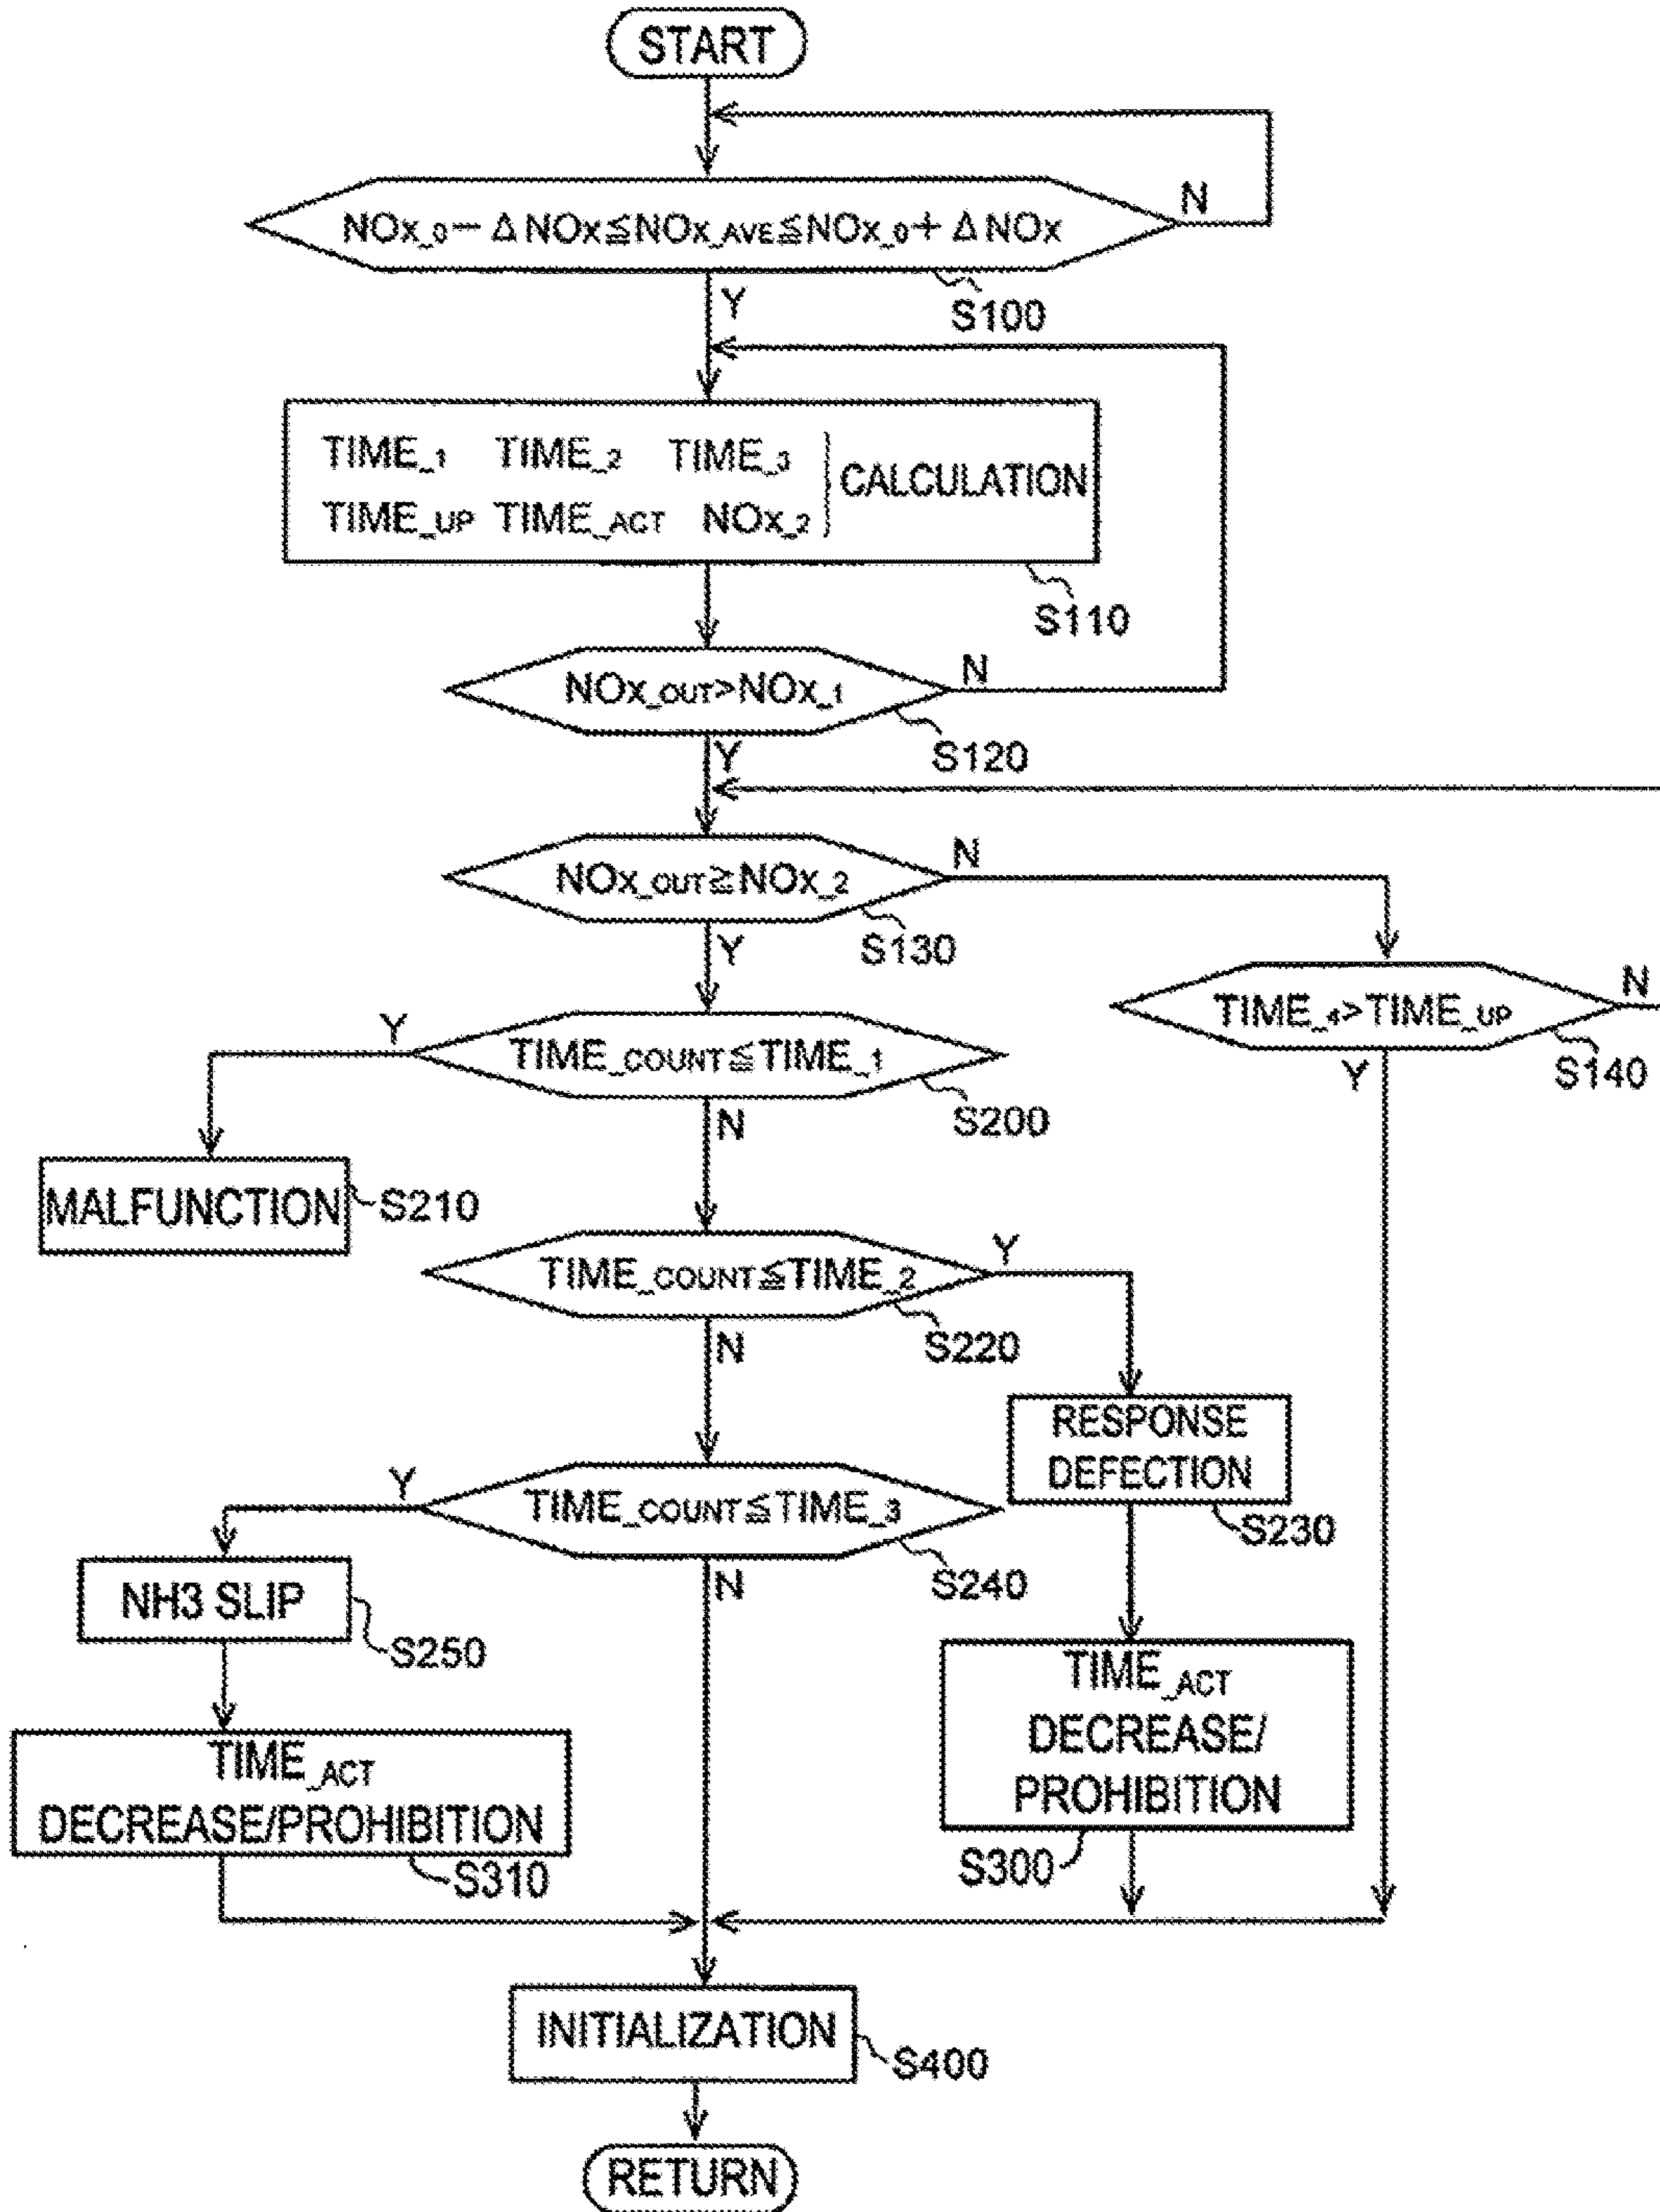 START
NOx_0 − Δ NOx ≦ NOx_AVE ≦ NOx_0 + Δ NOx
N
Y
S100
TIME_1 TIME_2 TIME_3
TIME_UP TIME_ACT NOx_2
CALCULATION
S110
NOx_OUT > NOx_1
N
S120
Y
NOx_OUT ≧ NOx_2
N
S130
Y
TIME_4 > TIME_UP
N
S140
Y
TIME_COUNT ≦ TIME_1
Y
S200
N
MALFUNCTION
S210
TIME_COUNT ≦ TIME_2
Y
S220
N
RESPONSE
DEFECTION
S230
TIME_COUNT ≦ TIME_3
Y
S240
N
NH3 SLIP
S250
TIME_ACT
DECREASE/
PROHIBITION
S300
TIME_ACT
DECREASE/PROHIBITION
S310
INITIALIZATION
S400
RETURN